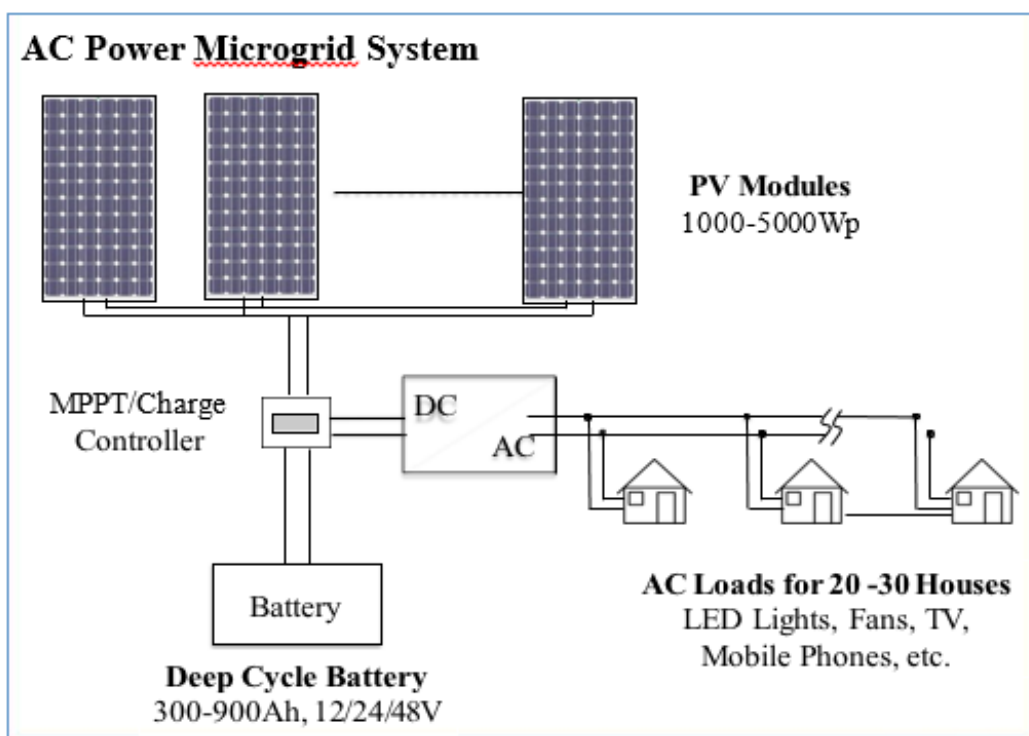 AC Power Microgrid System
PV Modules
1000-5000Wp
MPPT/Charge
Controller
DC
AC
Battery
Deep Cycle Battery
300-900Ah, 12/24/48V
AC Loads for 20 -30 Houses
LED Lights, Fans, TV,
Mobile Phones, etc.